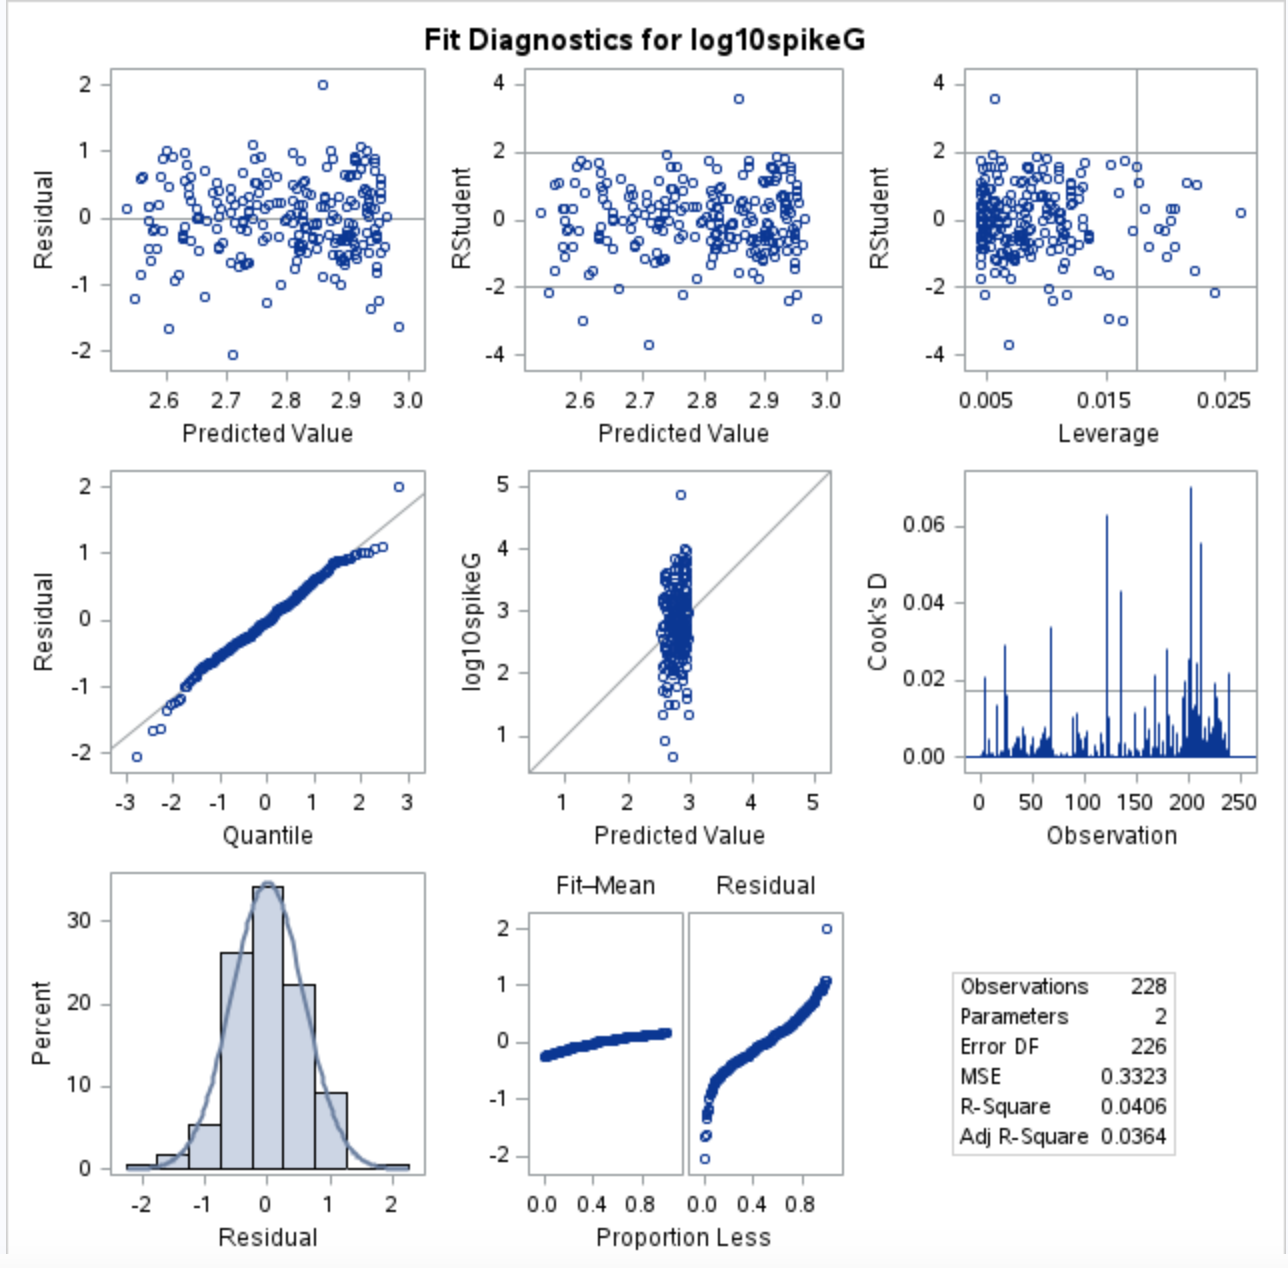 Fit Diagnostics for log10spikeG
2
1
0
-1
-2
Residual
2.6 2.7 2.8 2.9 3.0
Predicted Value
4
2
0
-2
-4
RStudent
2.6 2.7 2.8 2.9 3.0
Predicted Value
4
2
0
-2
-4
RStudent
0.005 0.015 0.025
Leverage
2
1
0
-1
-2
Residual
-3 -2 -1 0 1 2 3
Quantile
5
4
3
2
1
log10spikeG
1 2 3 4 5
Predicted Value
0.06
0.04
0.02
0.00
Cook's D
0 50 100 150 200 250
Observation
30
20
10
0
Percent
-2 -1 0 1 2
Residual
Fit–Mean Residual
2
1
0
-1
-2
0.0 0.4 0.8 0.0 0.4 0.8
Proportion Less
Observations 228
Parameters 2
Error DF 226
MSE 0.3323
R-Square 0.0406
Adj R-Square 0.0364